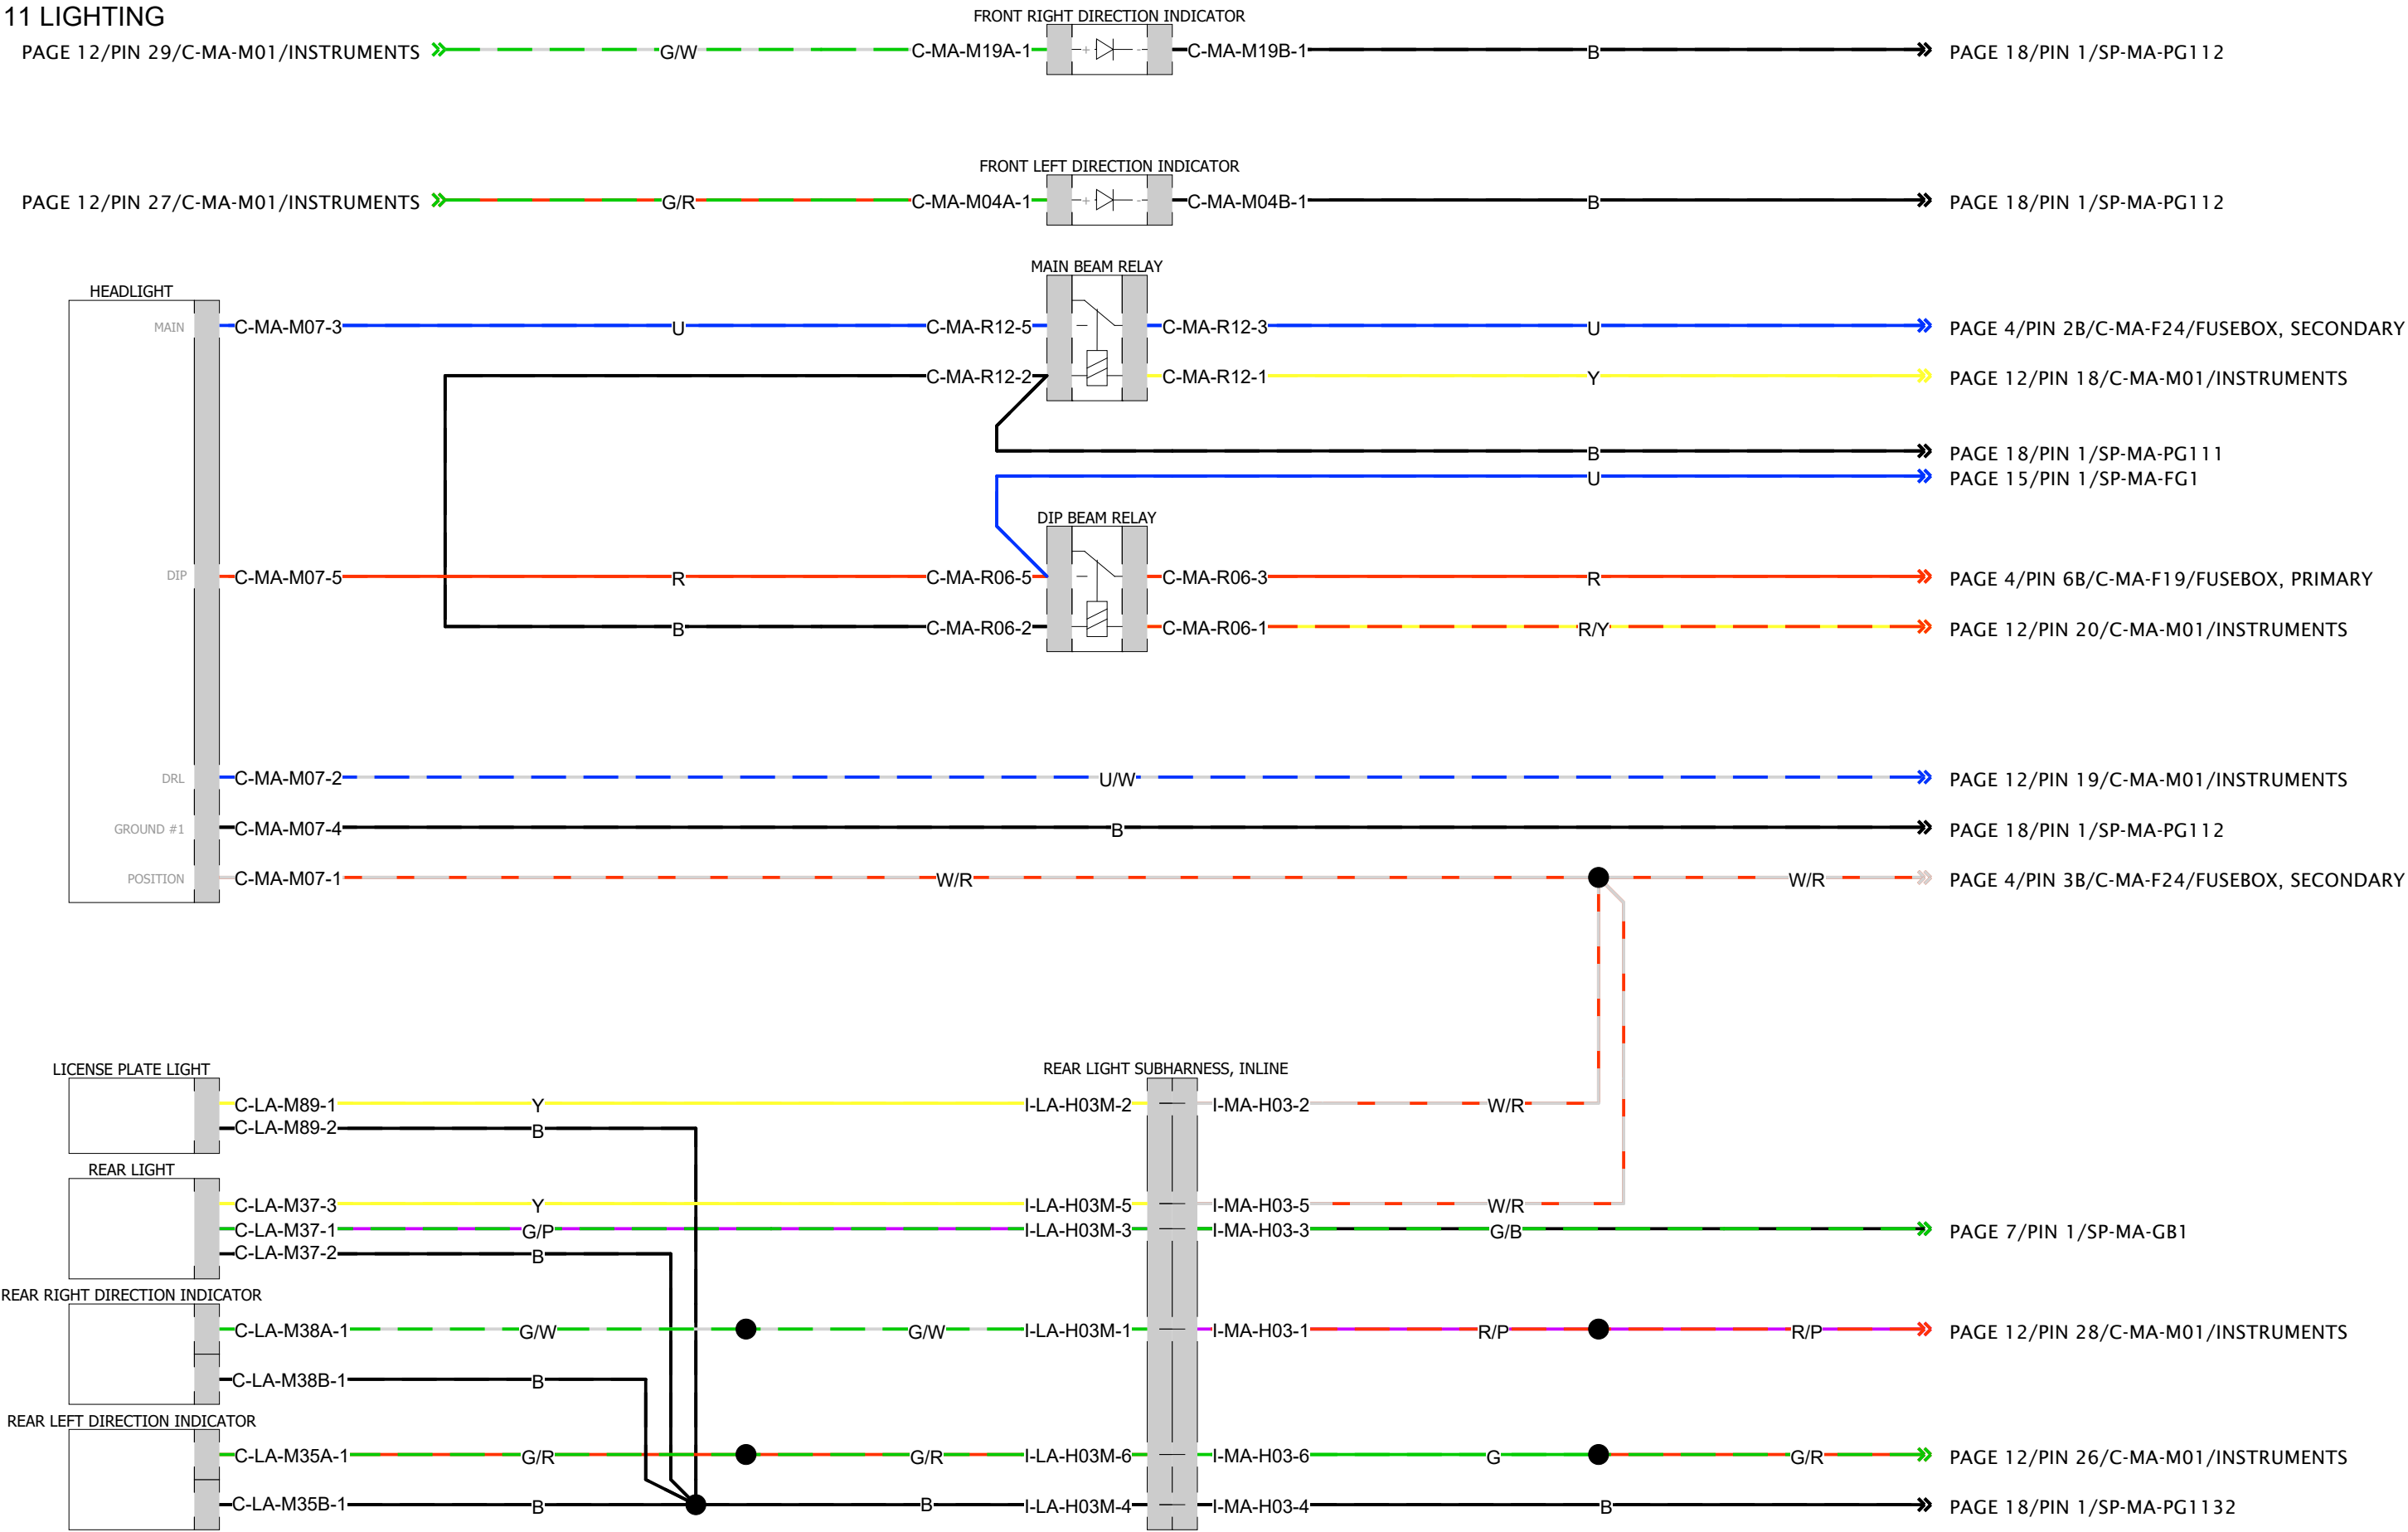 11 LIGHTING
FRONT RIGHT DIRECTION INDICATOR
PAGE 12/PIN 29/C-MA-M01/INSTRUMENTS G/W C-MA-M19A-1 + - C-MA-M19B-1 B PAGE 18/PIN 1/SP-MA-PG112
FRONT LEFT DIRECTION INDICATOR
PAGE 12/PIN 27/C-MA-M01/INSTRUMENTS G/R C-MA-M04A-1 + - C-MA-M04B-1 B PAGE 18/PIN 1/SP-MA-PG112
MAIN BEAM RELAY
HEADLIGHT
MAIN C-MA-M07-3 U C-MA-R12-5 C-MA-R12-3 U PAGE 4/PIN 2B/C-MA-F24/FUSEBOX, SECONDARY
C-MA-R12-2 C-MA-R12-1 Y PAGE 12/PIN 18/C-MA-M01/INSTRUMENTS
B PAGE 18/PIN 1/SP-MA-PG111
U PAGE 15/PIN 1/SP-MA-FG1
DIP BEAM RELAY
DIP C-MA-M07-5 R C-MA-R06-5 C-MA-R06-3 R PAGE 4/PIN 6B/C-MA-F19/FUSEBOX, PRIMARY
B C-MA-R06-2 C-MA-R06-1 R/Y PAGE 12/PIN 20/C-MA-M01/INSTRUMENTS
DRL C-MA-M07-2 U/W PAGE 12/PIN 19/C-MA-M01/INSTRUMENTS
GROUND #1 C-MA-M07-4 B PAGE 18/PIN 1/SP-MA-PG112
POSITION C-MA-M07-1 W/R W/R PAGE 4/PIN 3B/C-MA-F24/FUSEBOX, SECONDARY
LICENSE PLATE LIGHT REAR LIGHT SUBHARNESS, INLINE
C-LA-M89-1 Y I-LA-H03M-2 I-MA-H03-2 W/R
C-LA-M89-2 B
REAR LIGHT
C-LA-M37-3 Y I-LA-H03M-5 I-MA-H03-5 W/R
C-LA-M37-1 G/P I-LA-H03M-3 I-MA-H03-3 G/B PAGE 7/PIN 1/SP-MA-GB1
C-LA-M37-2 B
REAR RIGHT DIRECTION INDICATOR
C-LA-M38A-1 G/W G/W I-LA-H03M-1 I-MA-H03-1 R/P R/P PAGE 12/PIN 28/C-MA-M01/INSTRUMENTS
C-LA-M38B-1 B
REAR LEFT DIRECTION INDICATOR
C-LA-M35A-1 G/R G/R I-LA-H03M-6 I-MA-H03-6 G G/R PAGE 12/PIN 26/C-MA-M01/INSTRUMENTS
C-LA-M35B-1 B B I-LA-H03M-4 I-MA-H03-4 B PAGE 18/PIN 1/SP-MA-PG1132